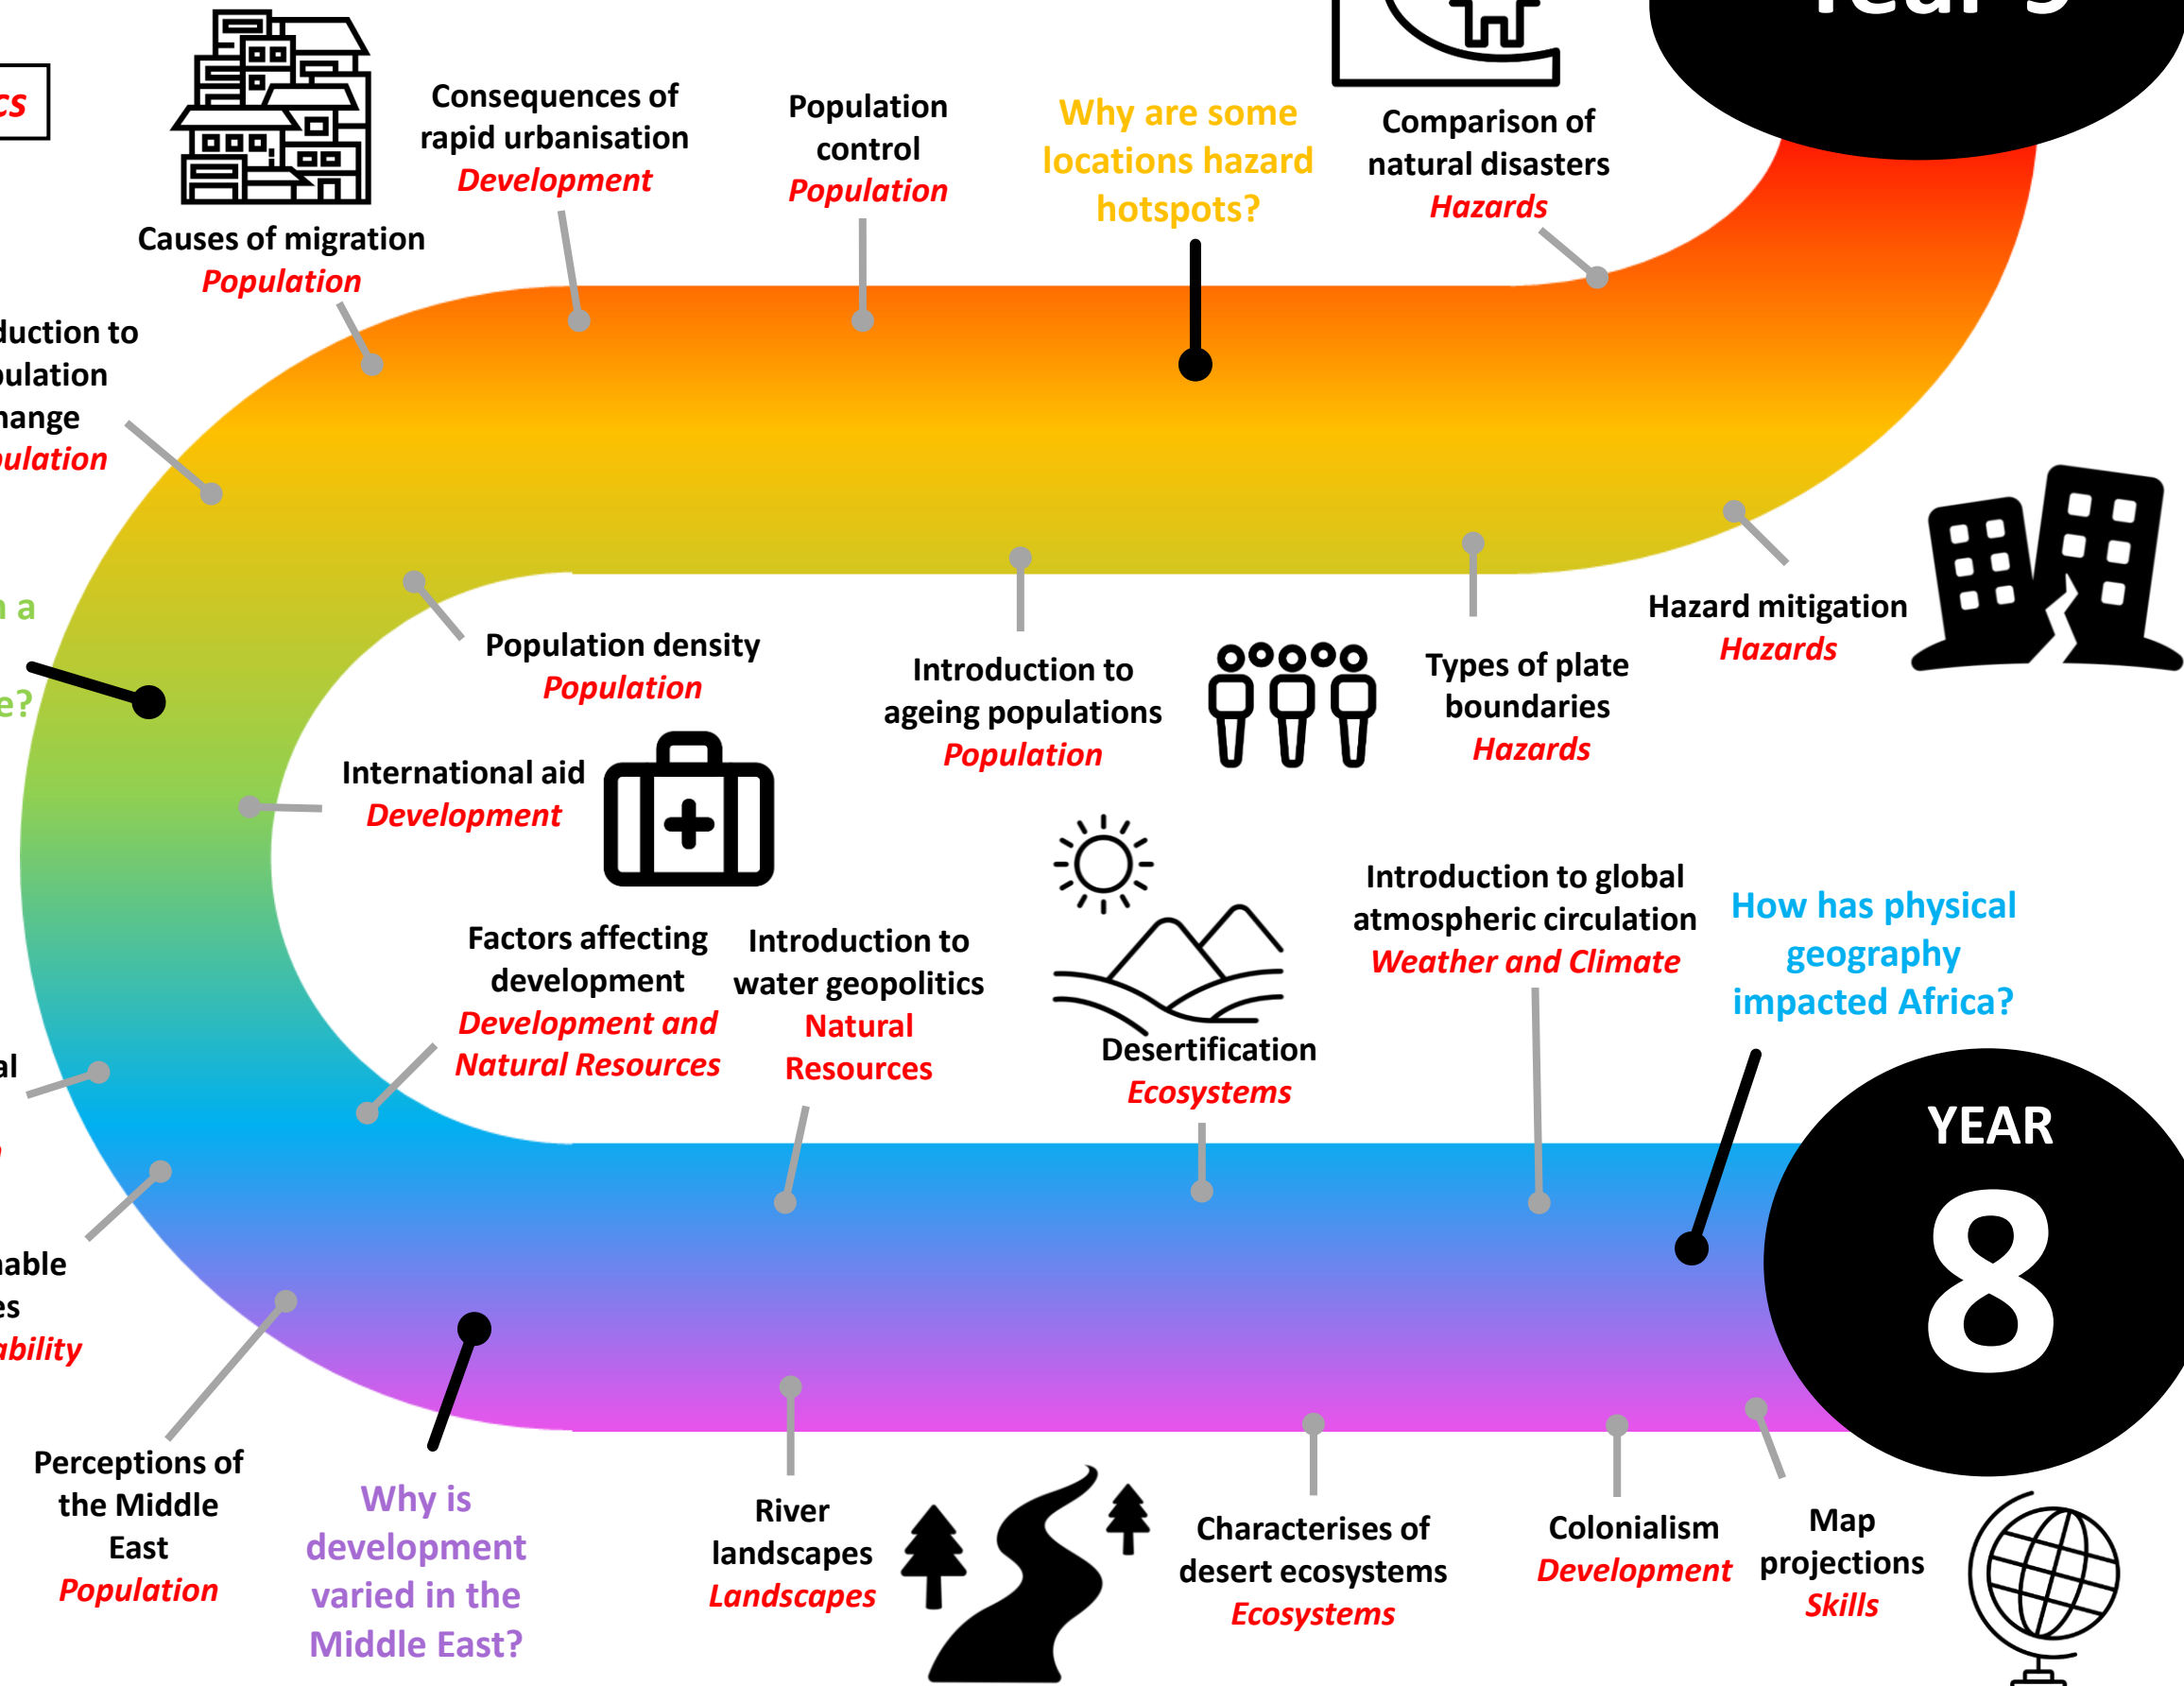 Year 9
Consequences of
rapid urbanisation
Development
Population
control
Population
Why are some
locations hazard
hotspots?
Comparison of
natural disasters
Hazards
Causes of migration
Population
Population density
Population
Introduction to
ageing populations
Population
Types of plate
boundaries
Hazards
Hazard mitigation
Hazards
International aid
Development
Factors affecting
development
Development and
Natural Resources
Introduction to
water geopolitics
Natural
Resources
Desertification
Ecosystems
Introduction to global
atmospheric circulation
Weather and Climate
How has physical
geography
impacted Africa?
YEAR
8
Perceptions of
the Middle
East
Population
Why is
development
varied in the
Middle East?
River
landscapes
Landscapes
Characterises of
desert ecosystems
Ecosystems
Colonialism
Development
Map
projections
Skills